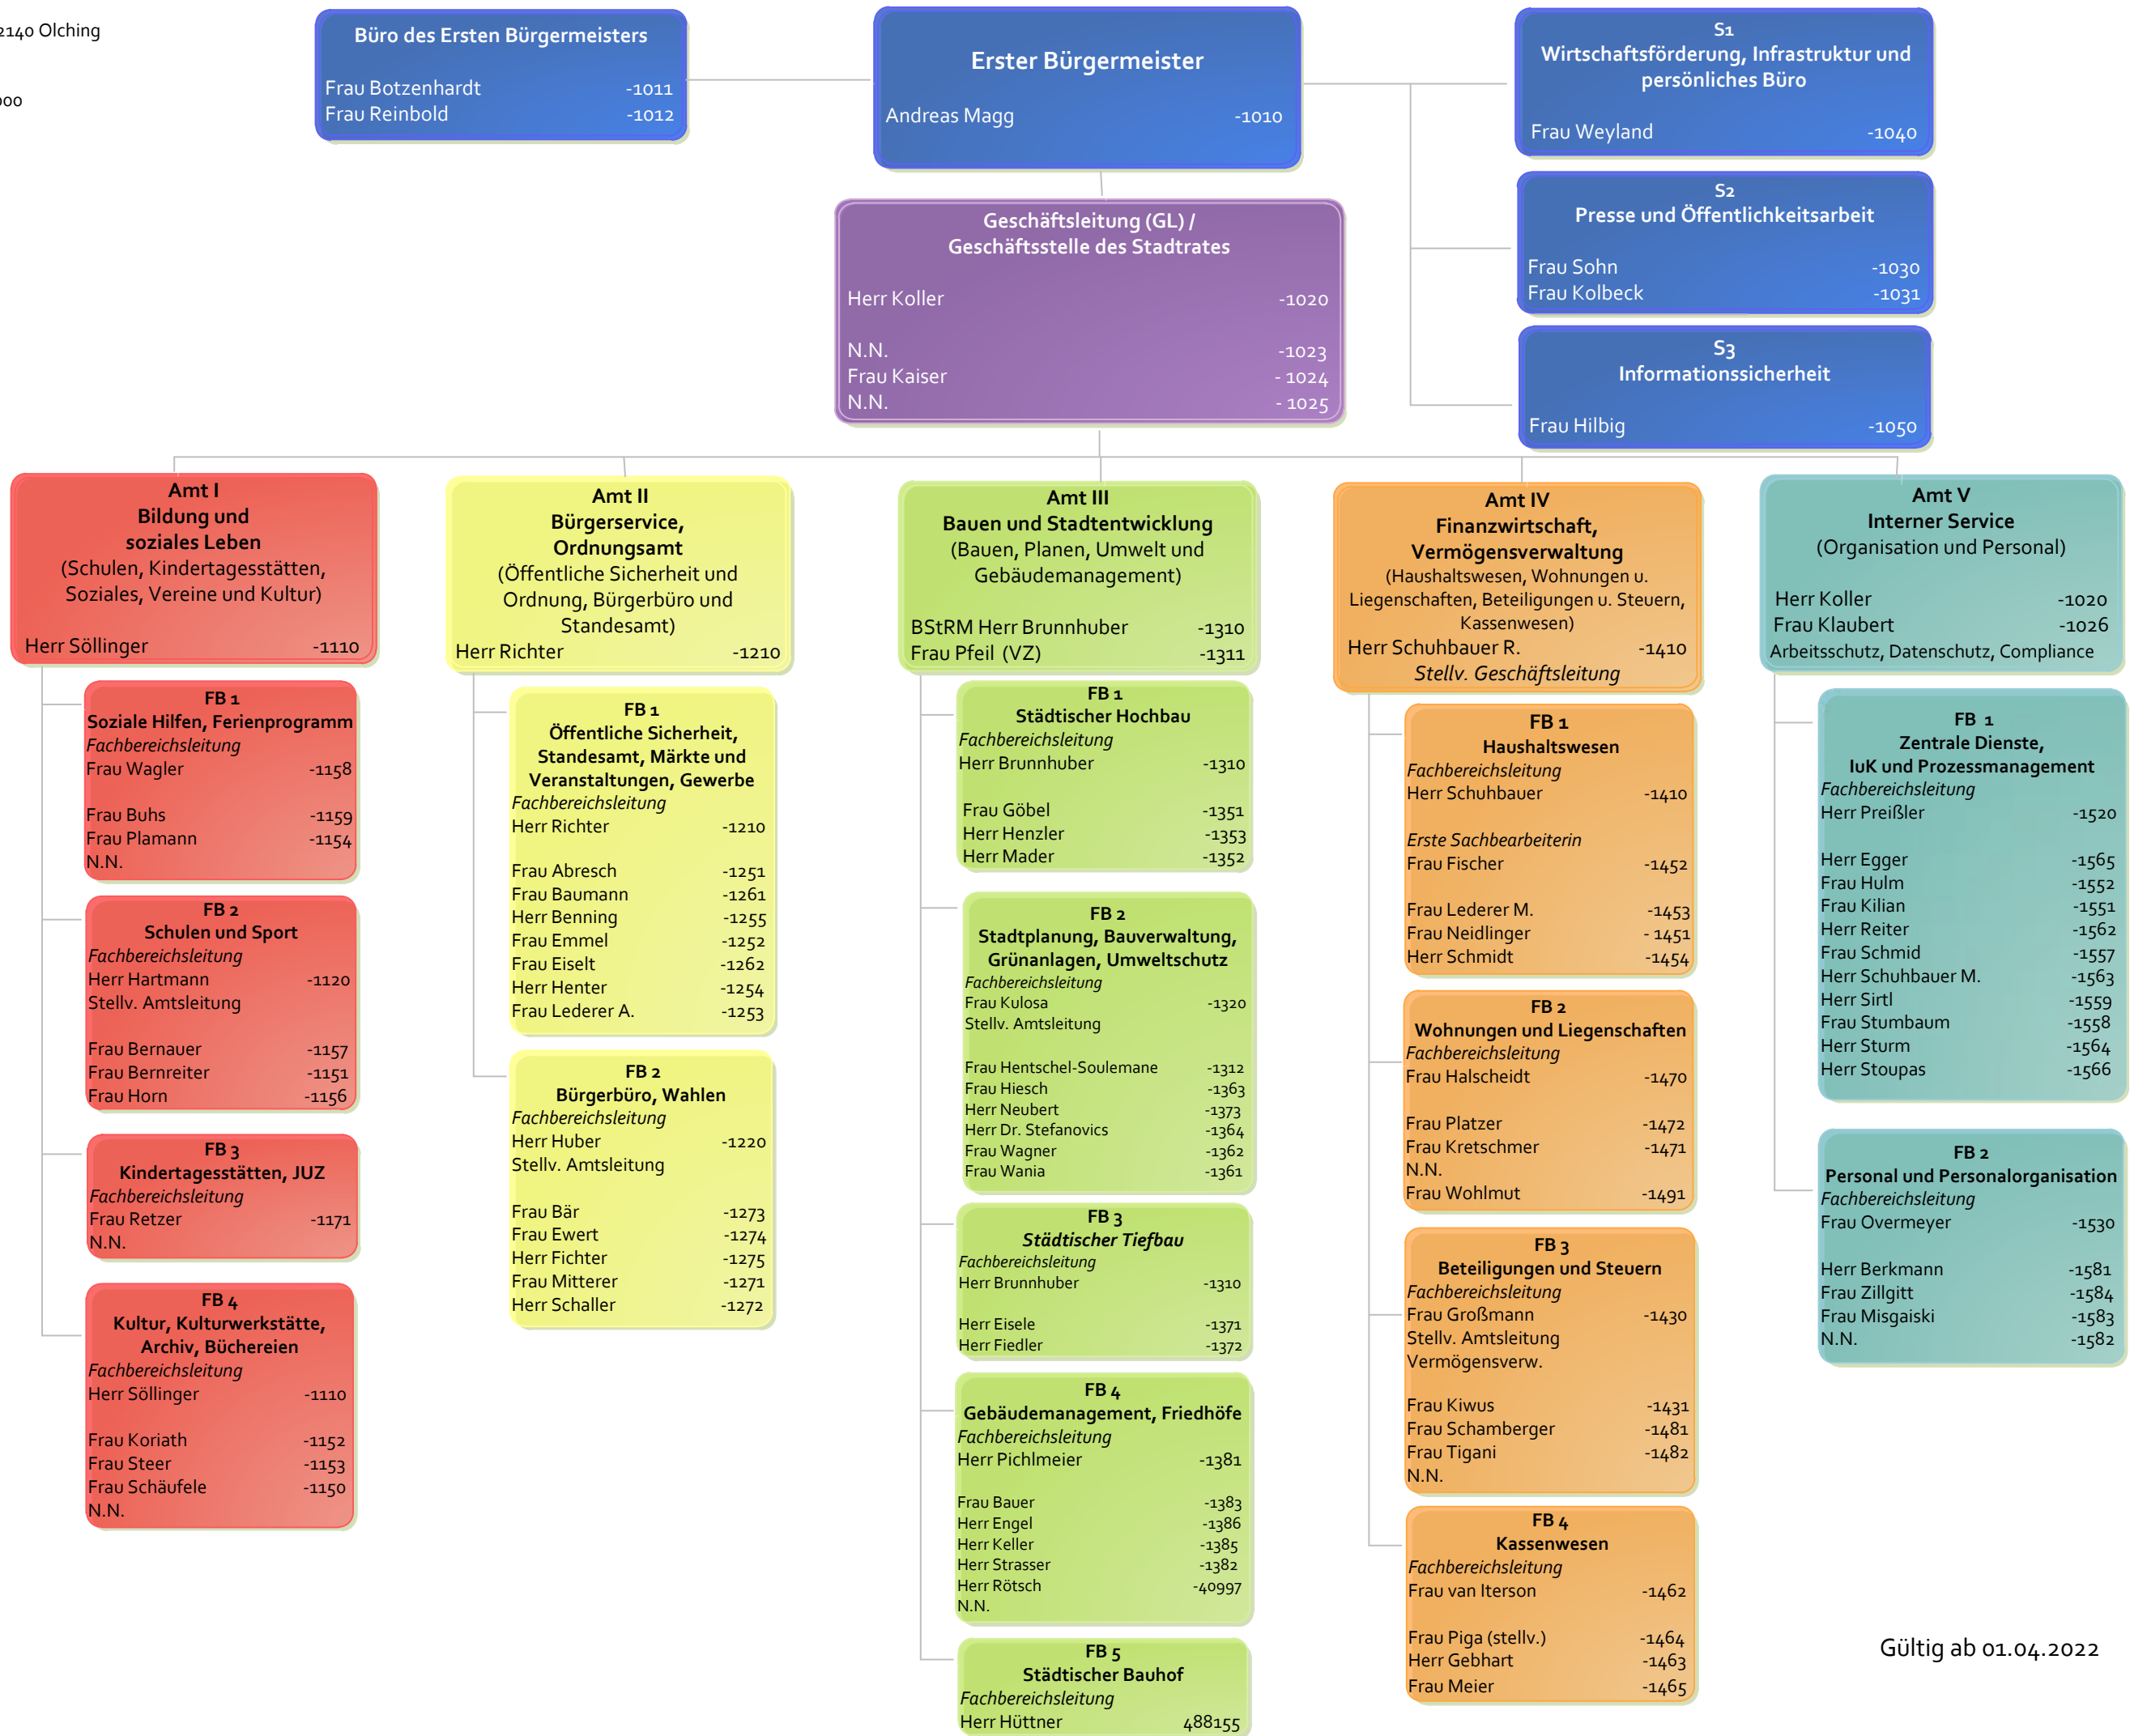 2140 Olching
000
Büro des Ersten Bürgermeisters
Frau Botzenhardt -1011
Frau Reinbold -1012
Erster Bürgermeister
Andreas Magg -1010
S1
Wirtschaftsförderung, Infrastruktur und
persönliches Büro
Frau Weyland -1040
S2
Presse und Öffentlichkeitsarbeit
Frau Sohn -1030
Frau Kolbeck -1031
S3
Informationssicherheit
Frau Hilbig -1050
Geschäftsleitung (GL) /
Geschäftsstelle des Stadtrates
Herr Koller -1020
N.N. -1023
Frau Kaiser - 1024
N.N. - 1025
Amt I
Bildung und
soziales Leben
(Schulen, Kindertagesstätten,
Soziales, Vereine und Kultur)
Herr Söllinger -1110
FB 1
Soziale Hilfen, Ferienprogramm
Fachbereichsleitung
Frau Wagler -1158
Frau Buhs -1159
Frau Plamann -1154
N.N.
FB 2
Schulen und Sport
Fachbereichsleitung
Herr Hartmann -1120
Stellv. Amtsleitung
Frau Bernauer -1157
Frau Bernreiter -1151
Frau Horn -1156
FB 3
Kindertagesstätten, JUZ
Fachbereichsleitung
Frau Retzer -1171
N.N.
FB 4
Kultur, Kulturwerkstätte,
Archiv, Büchereien
Fachbereichsleitung
Herr Söllinger -1110
Frau Koriath -1152
Frau Steer -1153
Frau Schäufele -1150
N.N.
Amt II
Bürgerservice,
Ordnungsamt
(Öffentliche Sicherheit und
Ordnung, Bürgerbüro und
Standesamt)
Herr Richter -1210
FB 1
Öffentliche Sicherheit,
Standesamt, Märkte und
Veranstaltungen, Gewerbe
Fachbereichsleitung
Herr Richter -1210
Frau Abresch -1251
Frau Baumann -1261
Herr Benning -1255
Frau Emmel -1252
Frau Eiselt -1262
Herr Henter -1254
Frau Lederer A. -1253
FB 2
Bürgerbüro, Wahlen
Fachbereichsleitung
Herr Huber -1220
Stellv. Amtsleitung
Frau Bär -1273
Frau Ewert -1274
Herr Fichter -1275
Frau Mitterer -1271
Herr Schaller -1272
Amt III
Bauen und Stadtentwicklung
(Bauen, Planen, Umwelt und
Gebäudemanagement)
BStRM Herr Brunnhuber -1310
Frau Pfeil (VZ) -1311
FB 1
Städtischer Hochbau
Fachbereichsleitung
Herr Brunnhuber -1310
Frau Göbel -1351
Herr Henzler -1353
Herr Mader -1352
FB 2
Stadtplanung, Bauverwaltung,
Grünanlagen, Umweltschutz
Fachbereichsleitung
Frau Kulosa -1320
Stellv. Amtsleitung
Frau Hentschel-Soulemane -1312
Frau Hiesch -1363
Herr Neubert -1373
Herr Dr. Stefanovics -1364
Frau Wagner -1362
Frau Wania -1361
FB 3
Städtischer Tiefbau
Fachbereichsleitung
Herr Brunnhuber -1310
Herr Eisele -1371
Herr Fiedler -1372
FB 4
Gebäudemanagement, Friedhöfe
Fachbereichsleitung
Herr Pichlmeier -1381
Frau Bauer -1383
Herr Engel -1386
Herr Keller -1385
Herr Strasser -1382
Herr Rötsch -40997
N.N.
FB 5
Städtischer Bauhof
Fachbereichsleitung
Herr Hüttner 488155
Amt IV
Finanzwirtschaft,
Vermögensverwaltung
(Haushaltswesen, Wohnungen u.
Liegenschaften, Beteiligungen u. Steuern,
Kassenwesen)
Herr Schuhbauer R. -1410
Stellv. Geschäftsleitung
FB 1
Haushaltswesen
Fachbereichsleitung
Herr Schuhbauer -1410
Erste Sachbearbeiterin
Frau Fischer -1452
Frau Lederer M. -1453
Frau Neidlinger - 1451
Herr Schmidt -1454
FB 2
Wohnungen und Liegenschaften
Fachbereichsleitung
Frau Halscheidt -1470
Frau Platzer -1472
Frau Kretschmer -1471
N.N.
Frau Wohlmut -1491
FB 3
Beteiligungen und Steuern
Fachbereichsleitung
Frau Großmann -1430
Stellv. Amtsleitung
Vermögensverw.
Frau Kiwus -1431
Frau Schamberger -1481
Frau Tigani -1482
N.N.
FB 4
Kassenwesen
Fachbereichsleitung
Frau van Iterson -1462
Frau Piga (stellv.) -1464
Herr Gebhart -1463
Frau Meier -1465
Amt V
Interner Service
(Organisation und Personal)
Herr Koller -1020
Frau Klaubert -1026
Arbeitsschutz, Datenschutz, Compliance
FB 1
Zentrale Dienste,
IuK und Prozessmanagement
Fachbereichsleitung
Herr Preißler -1520
Herr Egger -1565
Frau Hulm -1552
Frau Kilian -1551
Herr Reiter -1562
Frau Schmid -1557
Herr Schuhbauer M. -1563
Herr Sirtl -1559
Frau Stumbaum -1558
Herr Sturm -1564
Herr Stoupas -1566
FB 2
Personal und Personalorganisation
Fachbereichsleitung
Frau Overmeyer -1530
Herr Berkmann -1581
Frau Zillgitt -1584
Frau Misgaiski -1583
N.N. -1582
Gültig ab 01.04.2022